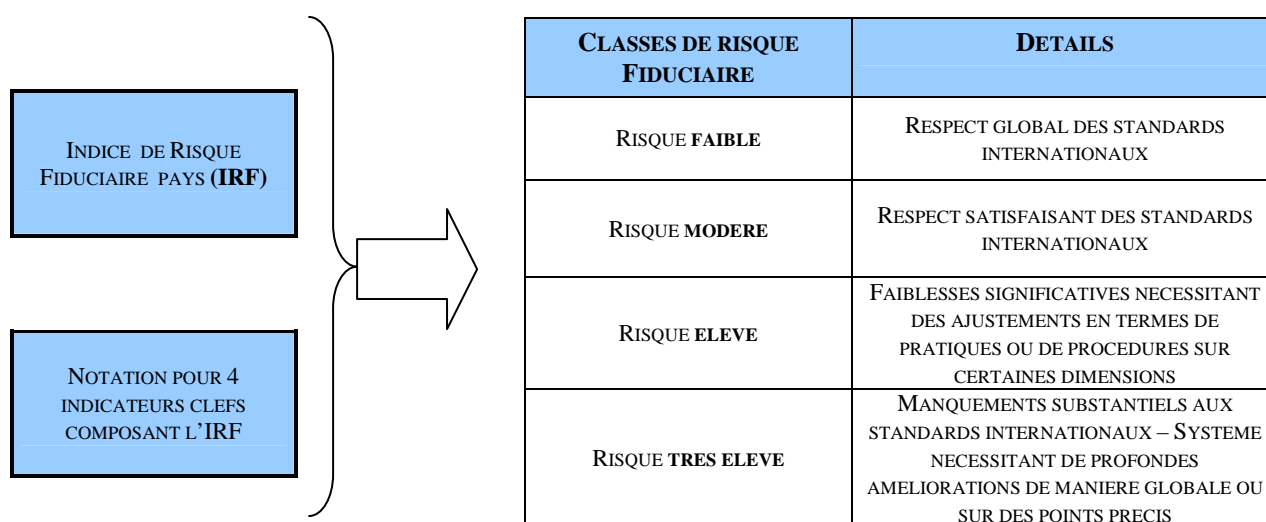 INDICE DE RISQUE
FIDUCIAIRE PAYS (IRF)
NOTATION POUR 4
INDICATEURS CLEFS
COMPOSANT L’IRF
CLASSES DE RISQUE
FIDUCIAIRE
DETAILS
RISQUE FAIBLE
RESPECT GLOBAL DES STANDARDS
INTERNATIONAUX
RISQUE MODERE
RESPECT SATISFAISANT DES STANDARDS
INTERNATIONAUX
RISQUE ELEVE
FAIBLESSES SIGNIFICATIVES NECESSITANT
DES AJUSTEMENTS EN TERMES DE
PRATIQUES OU DE PROCEDURES SUR
CERTAINES DIMENSIONS
RISQUE TRES ELEVE
MANQUEMENTS SUBSTANTIELS AUX
STANDARDS INTERNATIONAUX – SYSTEME
NECESSITANT DE PROFONDES
AMELIORATIONS DE MANIERE GLOBALE OU
SUR DES POINTS PRECIS